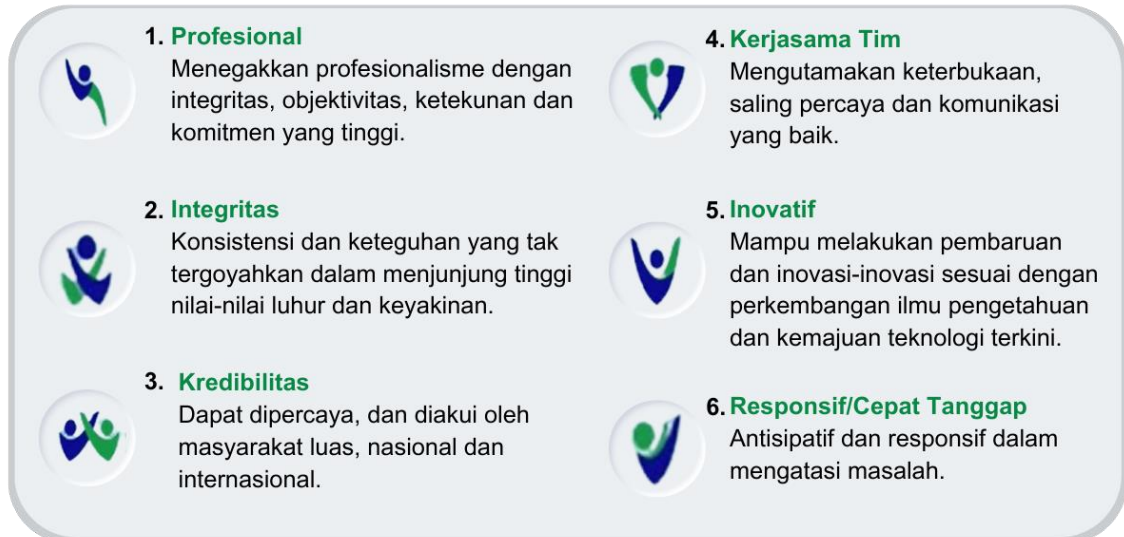 1. Profesional
Menegakkan profesionalisme dengan
integritas, objektivitas, ketekunan dan
komitmen yang tinggi.
2. Integritas
Konsistensi dan keteguhan yang tak
tergoyahkan dalam menjunjung tinggi
nilai-nilai luhur dan keyakinan.
3. Kredibilitas
Dapat dipercaya, dan diakui oleh
masyarakat luas, nasional dan
internasional.
4. Kerjasama Tim
Mengutamakan keterbukaan,
saling percaya dan komunikasi
yang baik.
5. Inovatif
Mampu melakukan pembaruan
dan inovasi-inovasi sesuai dengan
perkembangan ilmu pengetahuan
dan kemajuan teknologi terkini.
6. Responsif/Cepat Tanggap
Antisipatif dan responsif dalam
mengatasi masalah.